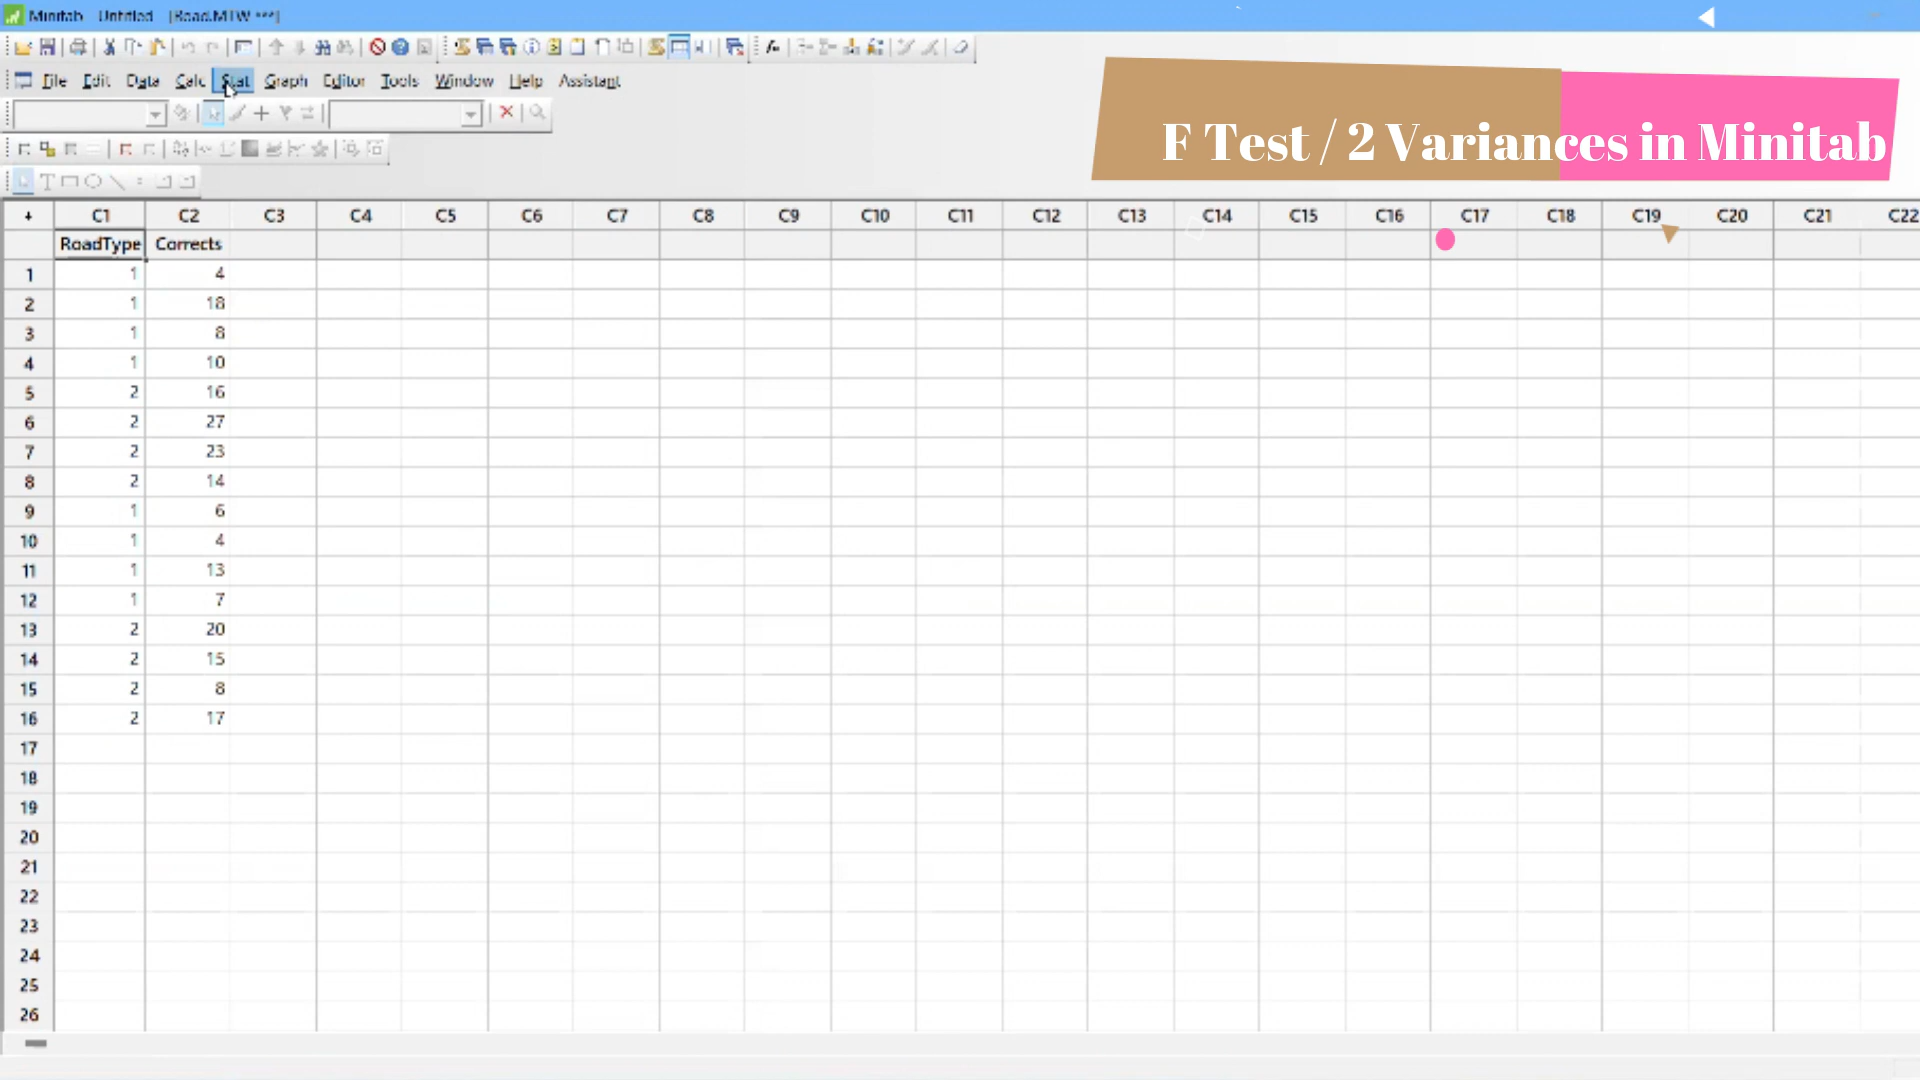 Minitab - Untitled - [Road.MTW ***]
File Edit Data Calc Stat Graph Editor Tools Window Help Assistant
F Test / 2 Variances in Minitab
C1 C2 C3 C4 C5 C6 C7 C8 C9 C10 C11 C12 C13 C14 C15 C16 C17 C18 C19 C20 C21 C22
RoadType Corrects
1 1 4
2 1 18
3 1 8
4 1 10
5 2 16
6 2 27
7 2 23
8 2 14
9 1 6
10 1 4
11 1 13
12 1 7
13 2 20
14 2 15
15 2 8
16 2 17
17
18
19
20
21
22
23
24
25
26